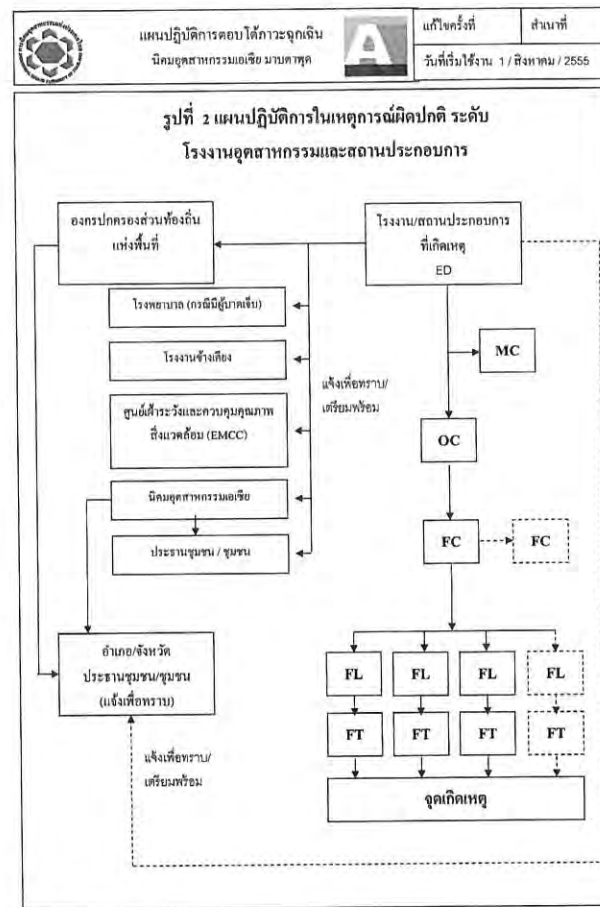 แผนปฏิบัติการตอบโต้ภาวะฉุกเฉิน
นิคมอุตสาหกรรมเอเซีย มาบตาพุด
A
แก้ไขครั้งที่
สำเนาที่
วันที่เริ่มใช้งาน 1 / สิงหาคม / 2555
รูปที่ 2 แผนปฏิบัติการในเหตุการณ์ผิดปกติ ระดับ
โรงงานอุตสาหกรรมและสถานประกอบการ
องค์กรปกครองส่วนท้องถิ่น
แห่งพื้นที่
โรงงาน/สถานประกอบการ
ที่เกิดเหตุ
ED
โรงพยาบาล (กรณีมีผู้บาดเจ็บ)
โรงงานข้างเคียง
ศูนย์เฝ้าระวังและควบคุมคุณภาพ
สิ่งแวดล้อม (EMCC)
นิคมอุตสาหกรรมเอเซีย
ประธานชุมชน / ชุมชน
แจ้งเพื่อทราบ/
เตรียมพร้อม
MC
OC
FC
FC
อำเภอ/จังหวัด
ประธานชุมชน/ชุมชน
(แจ้งเพื่อทราบ)
FL
FL
FL
FL
FT
FT
FT
FT
แจ้งเพื่อทราบ/
เตรียมพร้อม
จุดเกิดเหตุ